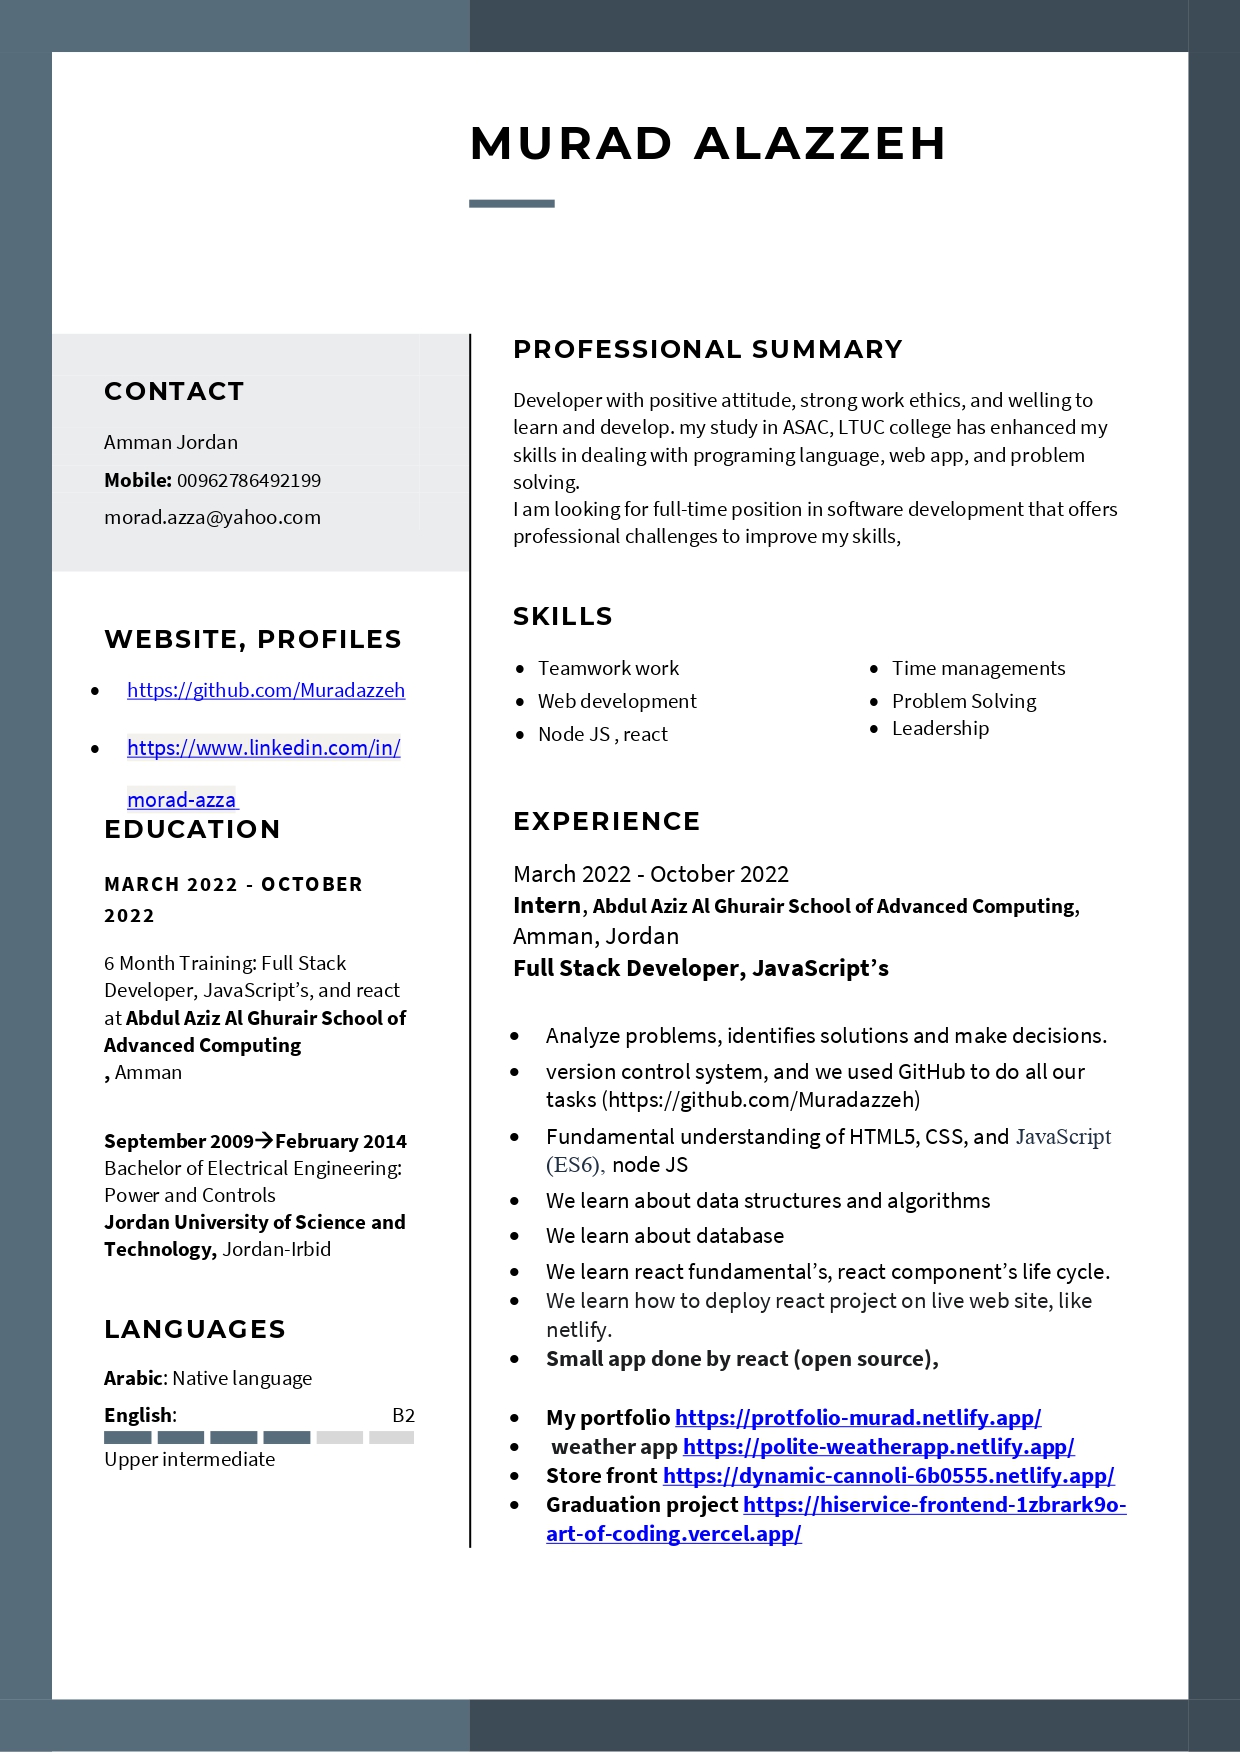 MURAD ALAZZEH
CONTACT
Amman Jordan
Mobile: 00962786492199
morad.azza@yahoo.com
WEBSITE, PROFILES
• https://github.com/Muradazzeh
• https://www.linkedin.com/in/
morad-azza
EDUCATION
MARCH 2022 - OCTOBER
2022
6 Month Training: Full Stack
Developer, JavaScript’s, and react
at Abdul Aziz Al Ghurair School of
Advanced Computing
, Amman
September 2009→February 2014
Bachelor of Electrical Engineering:
Power and Controls
Jordan University of Science and
Technology, Jordan-Irbid
LANGUAGES
Arabic: Native language
English: B2
Upper intermediate
PROFESSIONAL SUMMARY
Developer with positive attitude, strong work ethics, and welling to
learn and develop. my study in ASAC, LTUC college has enhanced my
skills in dealing with programing language, web app, and problem
solving.
I am looking for full-time position in software development that offers
professional challenges to improve my skills,
SKILLS
• Teamwork work
• Web development
• Node JS , react
• Time managements
• Problem Solving
• Leadership
EXPERIENCE
March 2022 - October 2022
Intern, Abdul Aziz Al Ghurair School of Advanced Computing,
Amman, Jordan
Full Stack Developer, JavaScript’s
• Analyze problems, identifies solutions and make decisions.
• version control system, and we used GitHub to do all our
tasks (https://github.com/Muradazzeh)
• Fundamental understanding of HTML5, CSS, and JavaScript
(ES6), node JS
• We learn about data structures and algorithms
• We learn about database
• We learn react fundamental’s, react component’s life cycle.
• We learn how to deploy react project on live web site, like
netlify.
• Small app done by react (open source),
• My portfolio https://protfolio-murad.netlify.app/
• weather app https://polite-weatherapp.netlify.app/
• Store front https://dynamic-cannoli-6b0555.netlify.app/
• Graduation project https://hiservice-frontend-1zbrark9o-
art-of-coding.vercel.app/